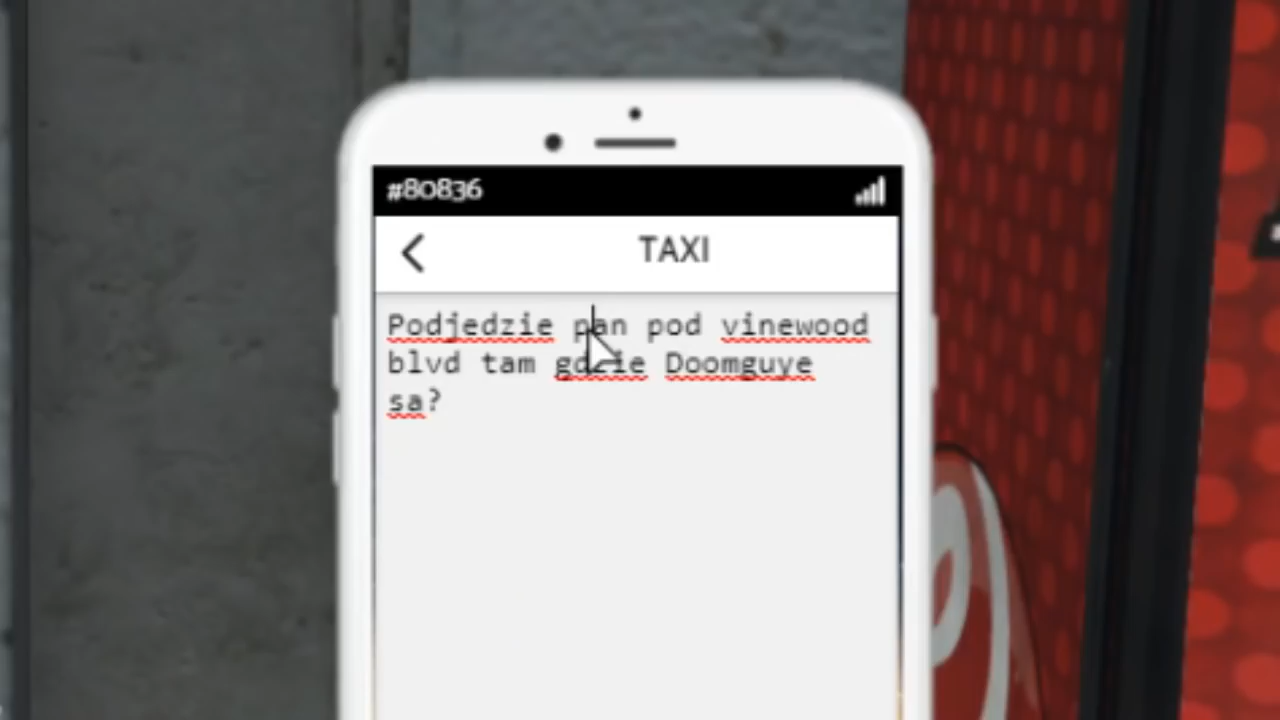 #80836
TAXI
Podjedzie pan pod vinewood
blvd tam gdzie Doomguye
sa?